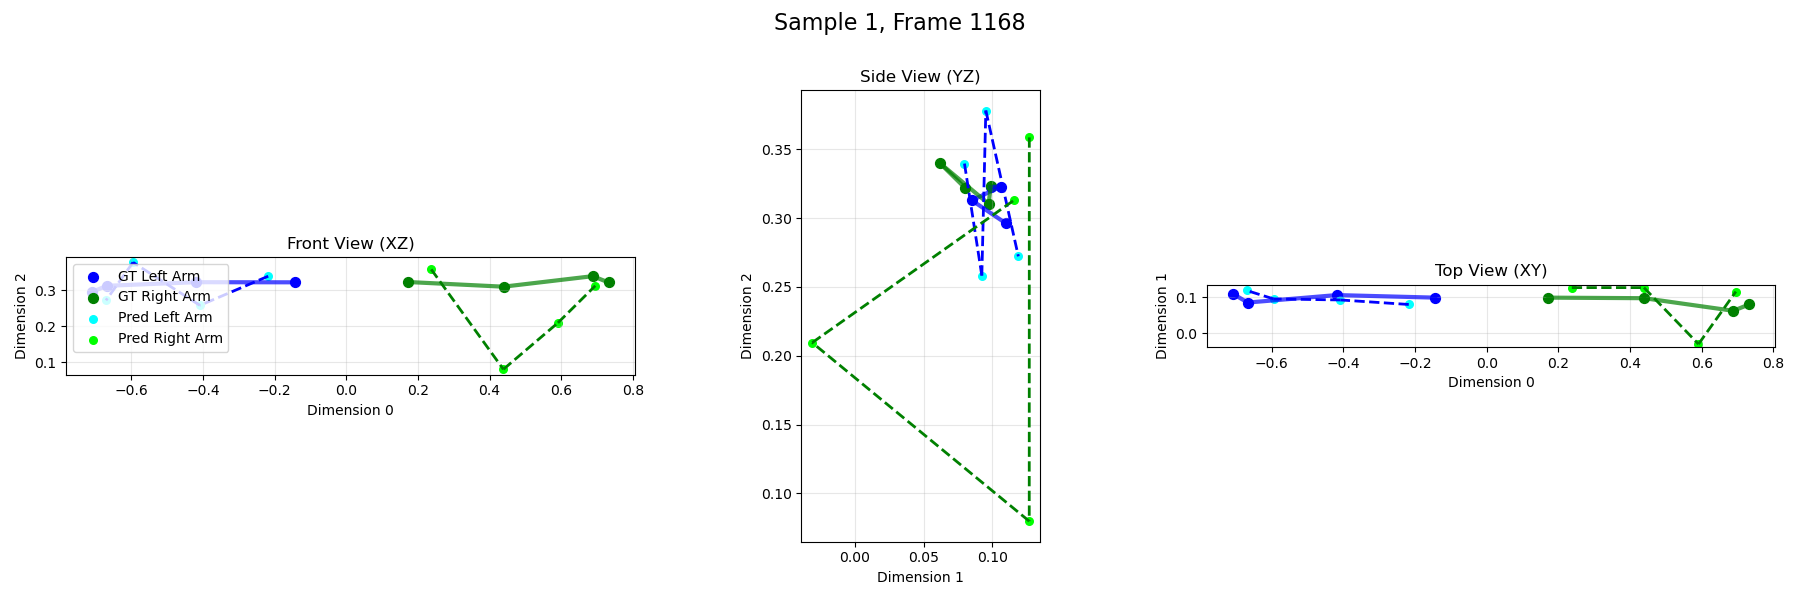 Sample 1, Frame 1168
Front View (XZ)
Dimension 2
0.3
0.2
0.1
GT Left Arm
GT Right Arm
Pred Left Arm
Pred Right Arm
−0.6 −0.4 −0.2 0.0 0.2 0.4 0.6 0.8
Dimension 0
Side View (YZ)
Dimension 2
0.35
0.30
0.25
0.20
0.15
0.10
0.00 0.05 0.10
Dimension 1
Top View (XY)
Dimension 1
0.1
0.0
−0.6 −0.4 −0.2 0.0 0.2 0.4 0.6 0.8
Dimension 0